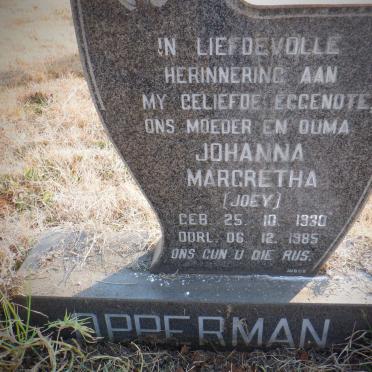 IN LIEFDEVOLLE
HERINNERING AAN
MY GELIEFDE EGGENOTE,
ONS MOEDER EN OUMA
JOHANNA
MARGRETHA
(JOEY)
GEB. 25. 10. 1930
OORL. 06. 12. 1985
ONS GUN U DIE RUS.
OPPERMAN